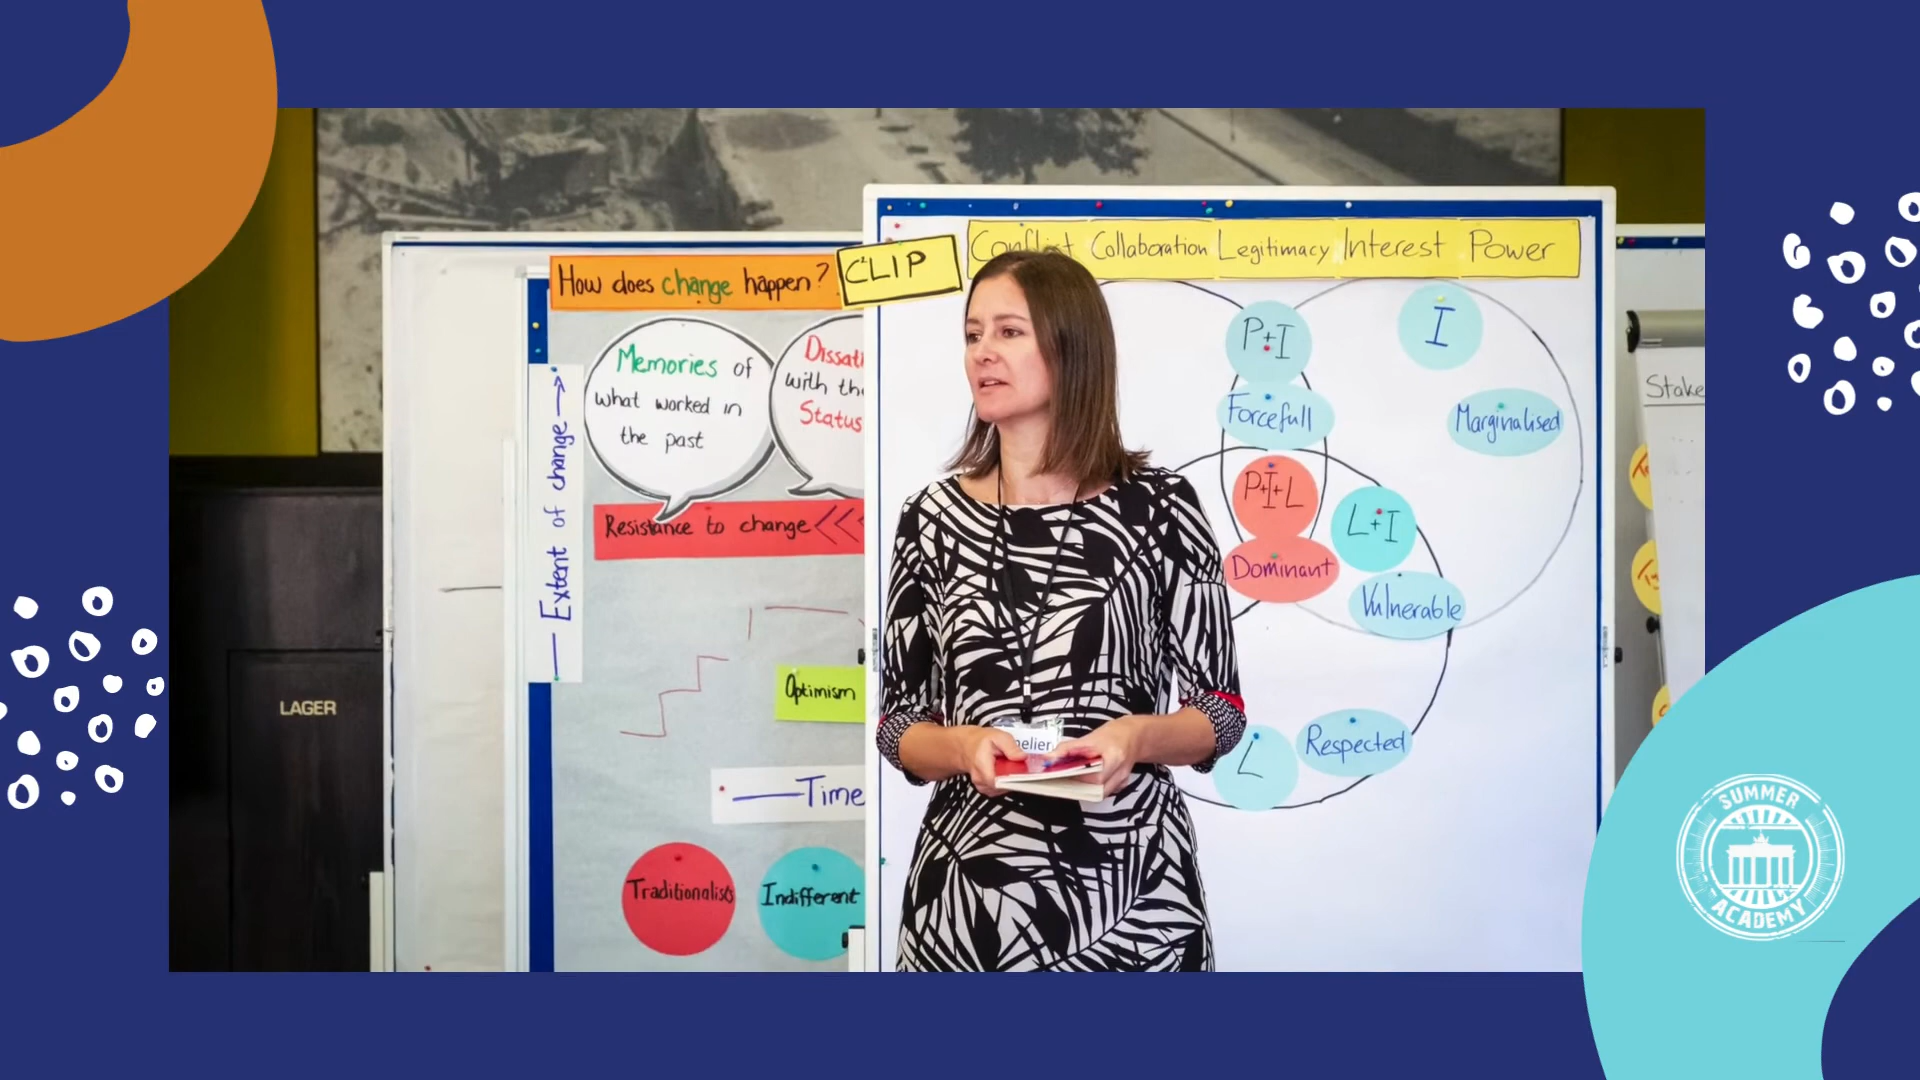 How does change happen?
CLIP
Collaboration Legitimacy Interest Power
Extent of change
Memories of
what worked in
the past
with
Status
Resistance to change
Optimism
Time
Traditionalists
Indifferent
P+I
Forcefull
I
Marginalised
P+I+L
Dominant
L+I
Vulnerable
L
Respected
LAGER
SUMMER
ACADEMY